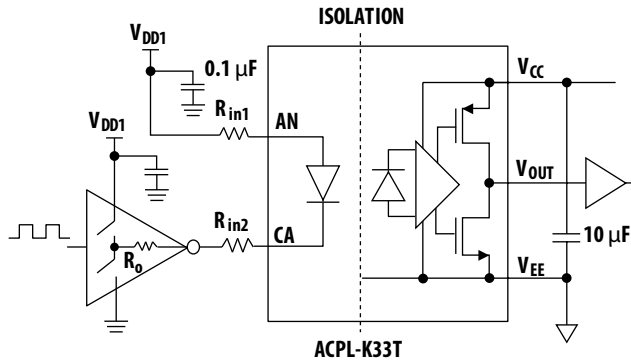 ISOLATION
VDD1
0.1 µF
VCC
Rin1
AN
VDD1
VOUT
Rin2
CA
Ro
10 µF
VEE
ACPL-K33T